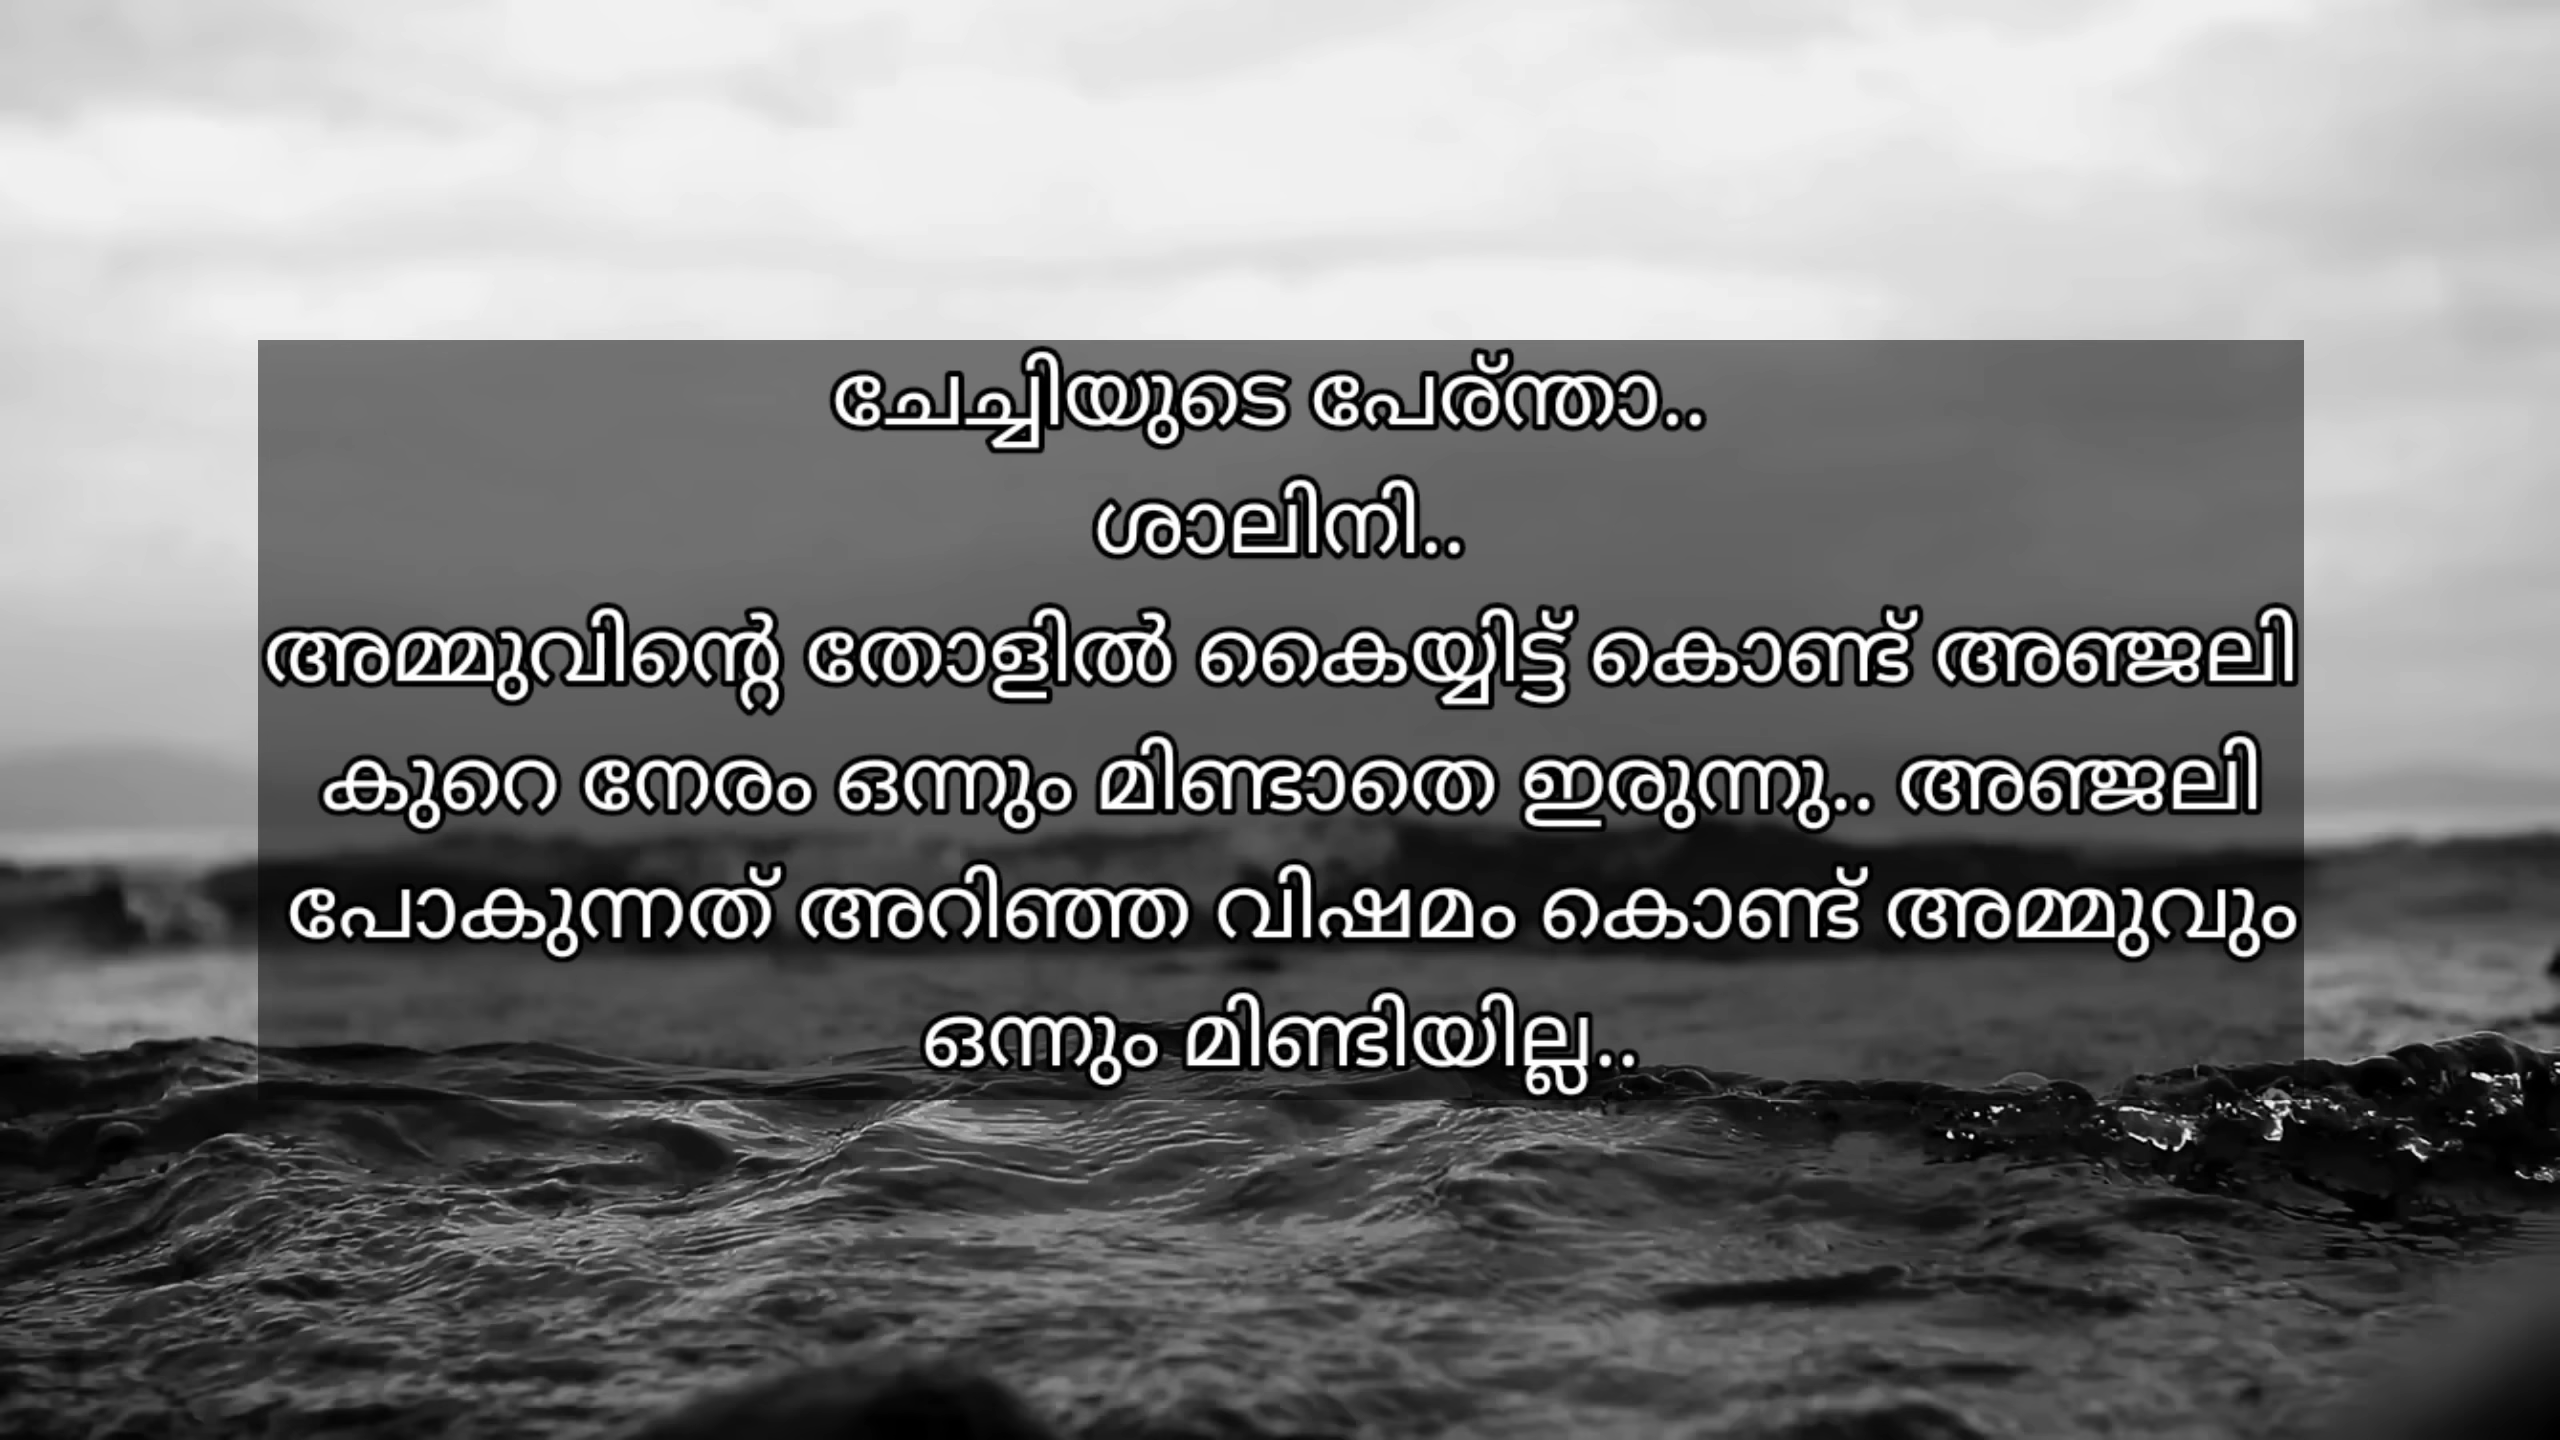 ചേച്ചിയുടെ പേര്ന്താ..
ശാലിനി..
അമ്മുവിന്റെ തോളിൽ കൈയ്യിട്ട് കൊണ്ട് അഞ്ജലി
കുറെ നേരം ഒന്നും മിണ്ടാതെ ഇരുന്നു.. അഞ്ജലി
പോകുന്നത് അറിഞ്ഞ വിഷമം കൊണ്ട് അമ്മുവും
ഒന്നും മിണ്ടിയില്ല..